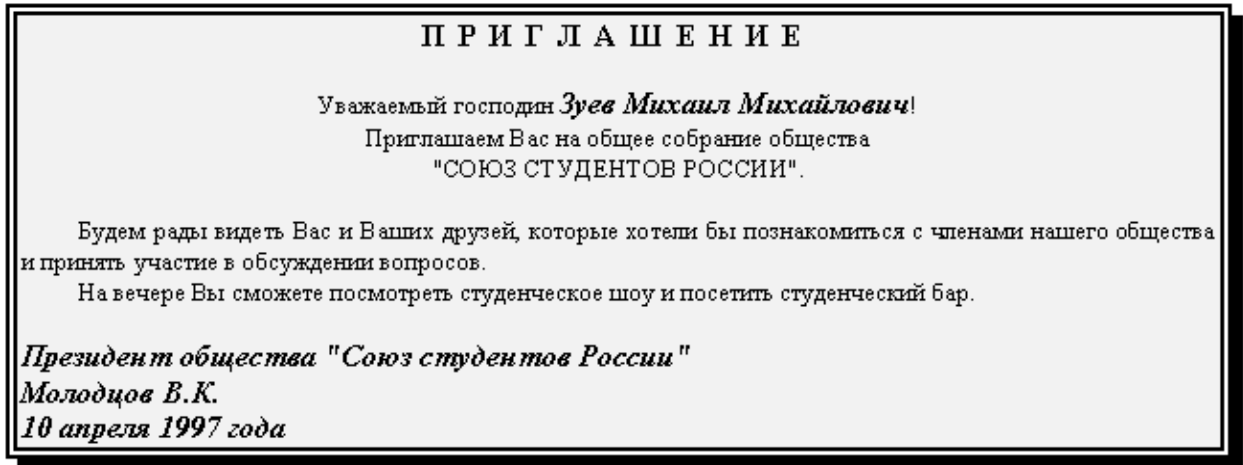 П Р И Г Л А Ш Е Н И Е
Уважаемый господин Зуев Михаил Михайлович!
Приглашаем Вас на общее собрание общества
"СОЮЗ СТУДЕНТОВ РОССИИ".
Будем рады видеть Вас и Ваших друзей, которые хотели бы познакомиться с членами нашего общества
и принять участие в обсуждении вопросов.
На вечере Вы сможете посмотреть студенческое шоу и посетить студенческий бар.
Президент общества "Союз студентов России"
Молодцов В.К.
10 апреля 1997 года